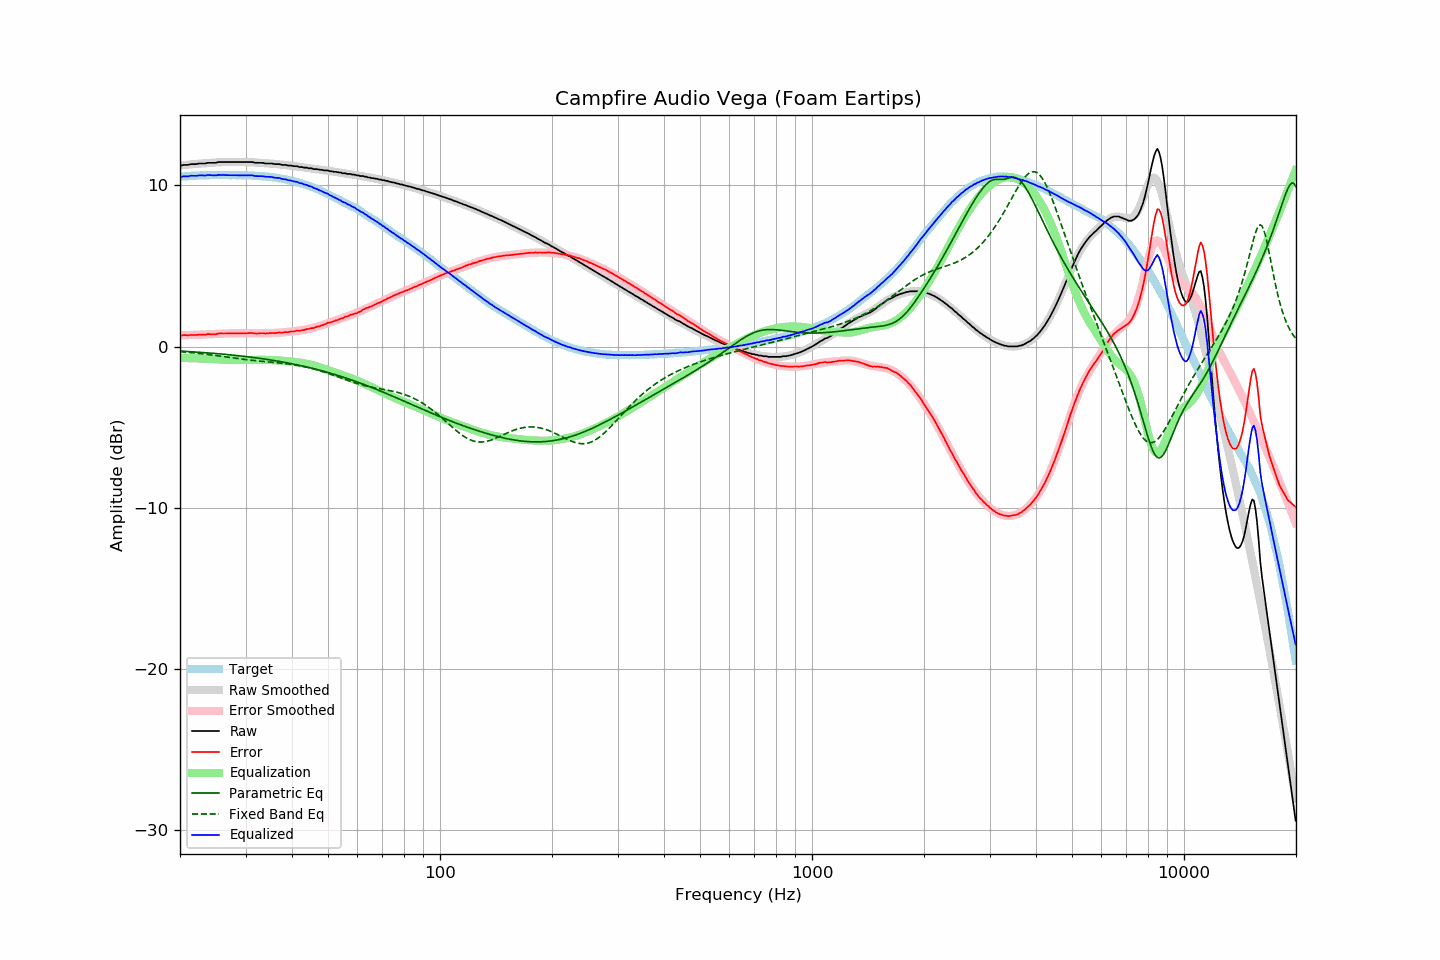 Campfire Audio Vega (Foam Eartips)
Amplitude (dBr)
10
0
−10
−20
−30
Target
Raw Smoothed
Error Smoothed
Raw
Error
Equalization
Parametric Eq
Fixed Band Eq
Equalized
100
1000
10000
Frequency (Hz)